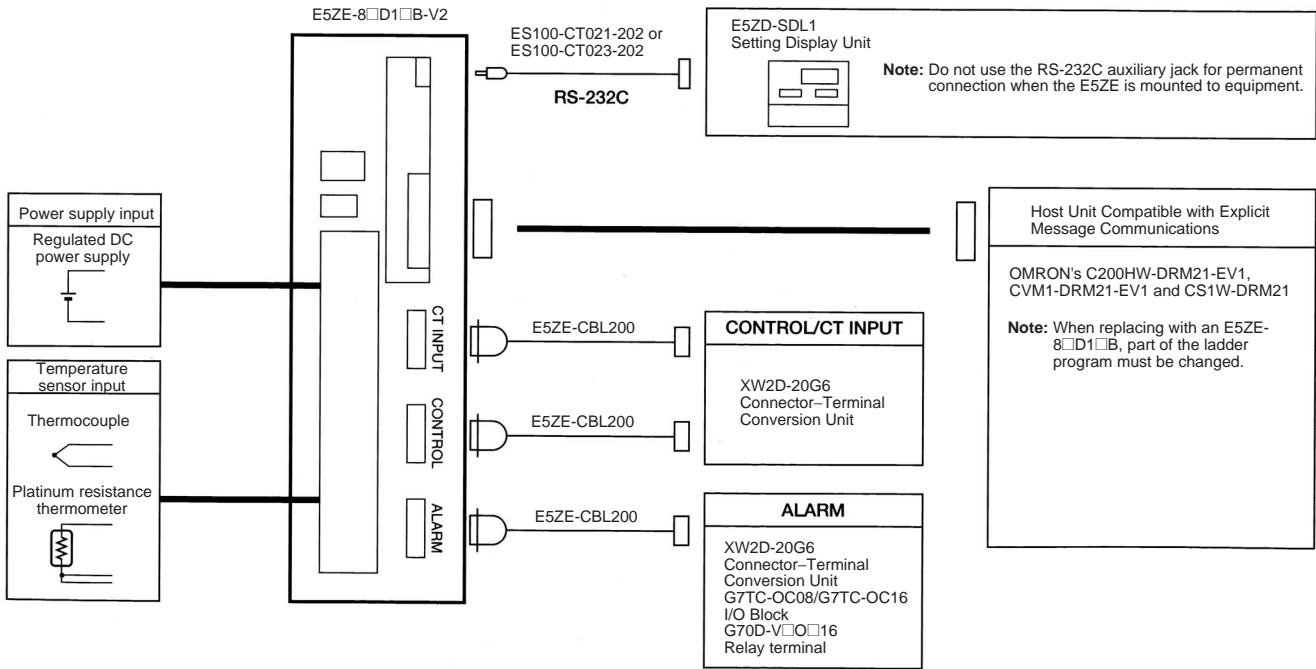 E5ZE-8□D1□B-V2
ES100-CT021-202 or
ES100-CT023-202
RS-232C
E5ZD-SDL1
Setting Display Unit
Note: Do not use the RS-232C auxiliary jack for permanent
connection when the E5ZE is mounted to equipment.
Power supply input
Regulated DC
power supply
Temperature
sensor input
Thermocouple
Platinum resistance
thermometer
CT INPUT
CONTROL
ALARM
E5ZE-CBL200
E5ZE-CBL200
E5ZE-CBL200
CONTROL/CT INPUT
XW2D-20G6
Connector–Terminal
Conversion Unit
ALARM
XW2D-20G6
Connector–Terminal
Conversion Unit
G7TC-OC08/G7TC-OC16
I/O Block
G70D-V□O□16
Relay terminal
Host Unit Compatible with Explicit
Message Communications
OMRON's C200HW-DRM21-EV1,
CVM1-DRM21-EV1 and CS1W-DRM21
Note: When replacing with an E5ZE-
8□D1□B, part of the ladder
program must be changed.